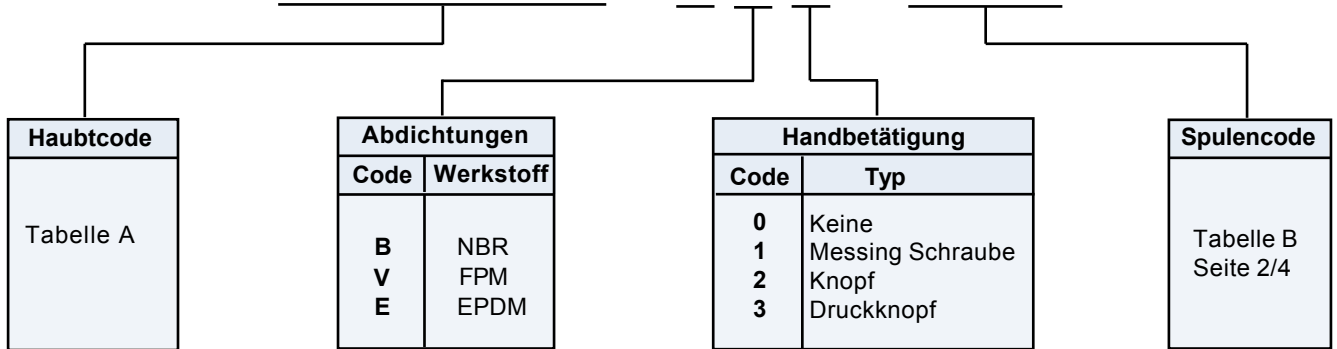 Haubtcode
Tabelle A
Abdichtungen
Code Werkstoff
B NBR
V FPM
E EPDM
Handbetätigung
Code Typ
0 Keine
1 Messing Schraube
2 Knopf
3 Druckknopf
Spulencode
Tabelle B
Seite 2/4